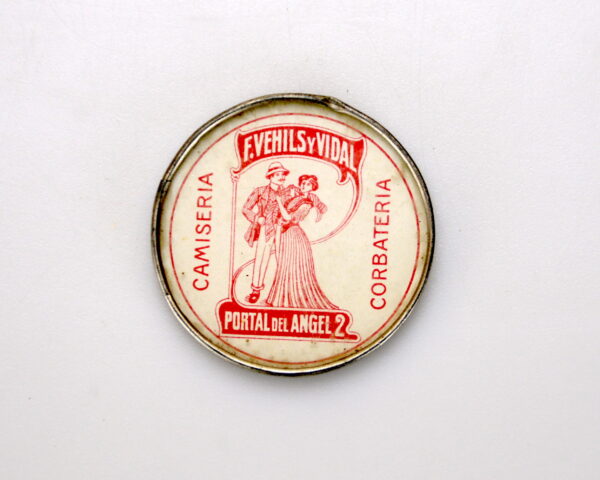 F. VEHILS Y VIDAL
CAMISERIA
CORBATERIA
PORTAL DEL ANGEL 2